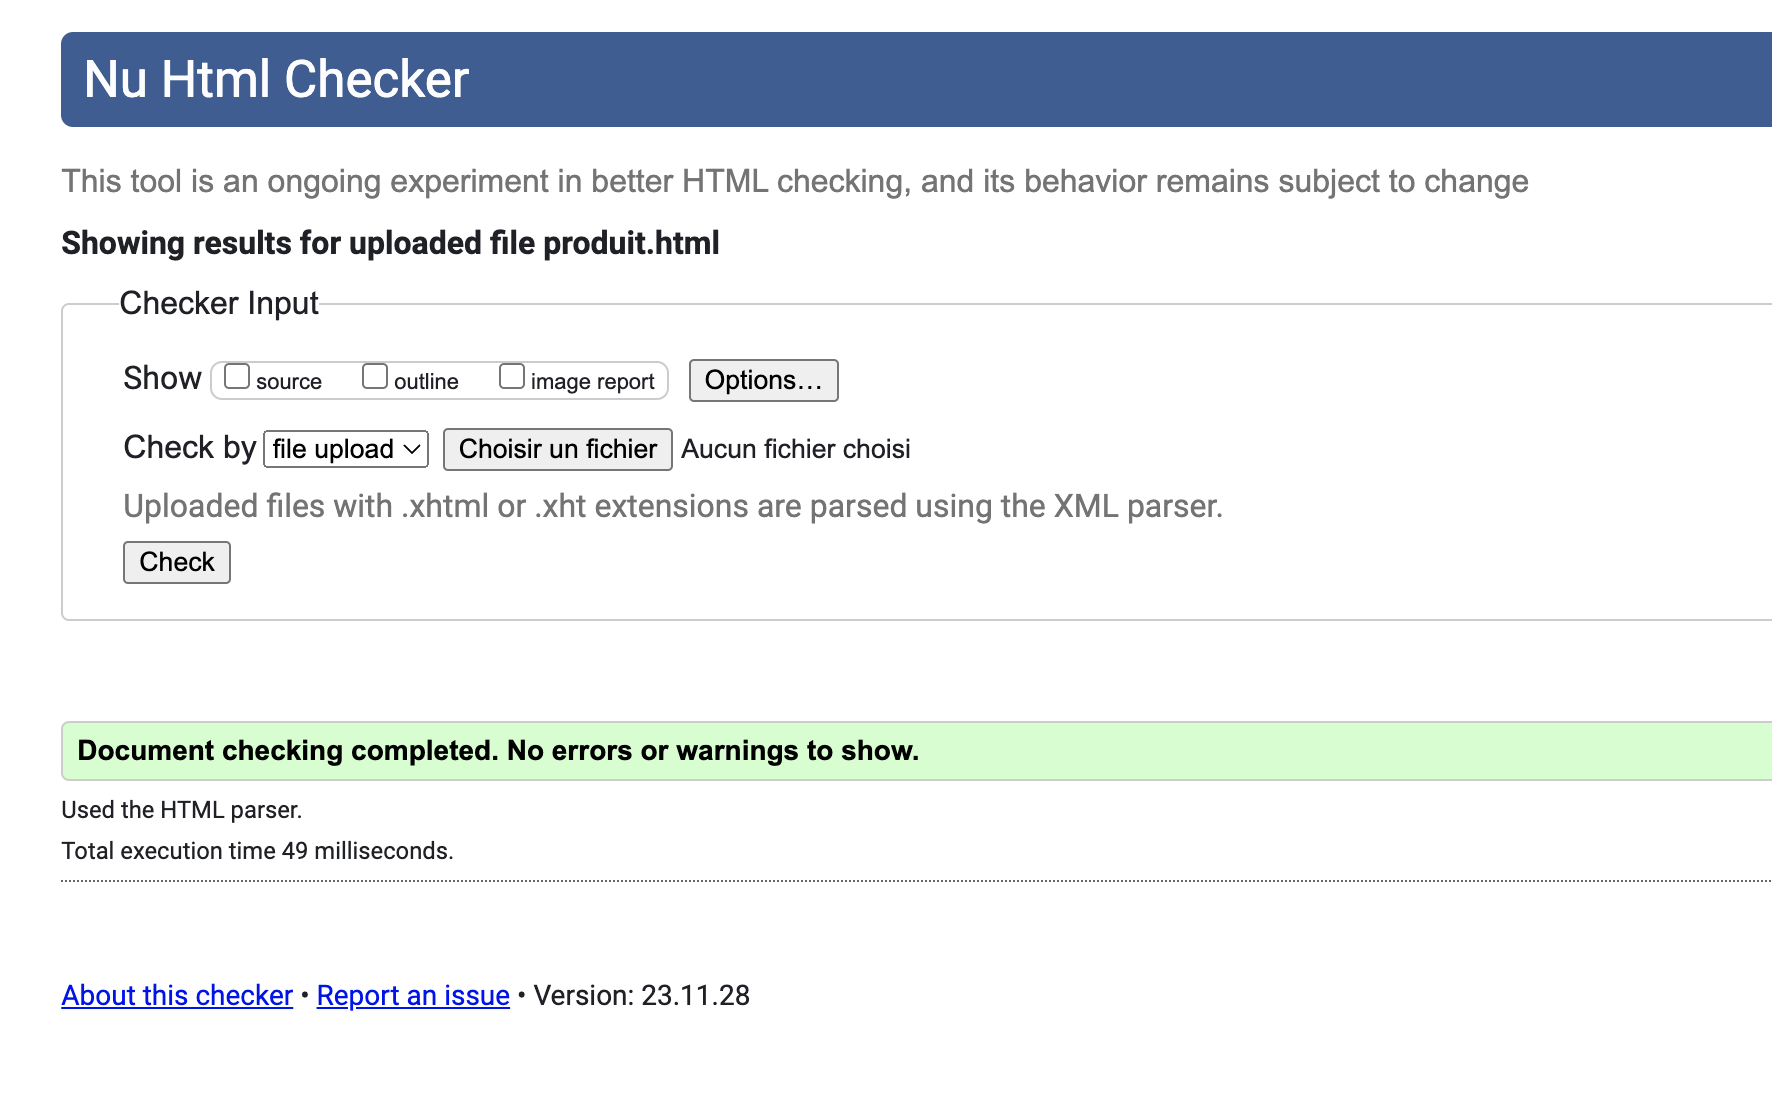 Nu Html Checker
This tool is an ongoing experiment in better HTML checking, and its behavior remains subject to change
Showing results for uploaded file produit.html
Checker Input
Show source outline image report Options…
Check by file upload Choisir un fichier Aucun fichier choisi
Uploaded files with .xhtml or .xht extensions are parsed using the XML parser.
Check
Document checking completed. No errors or warnings to show.
Used the HTML parser.
Total execution time 49 milliseconds.
About this checker • Report an issue • Version: 23.11.28